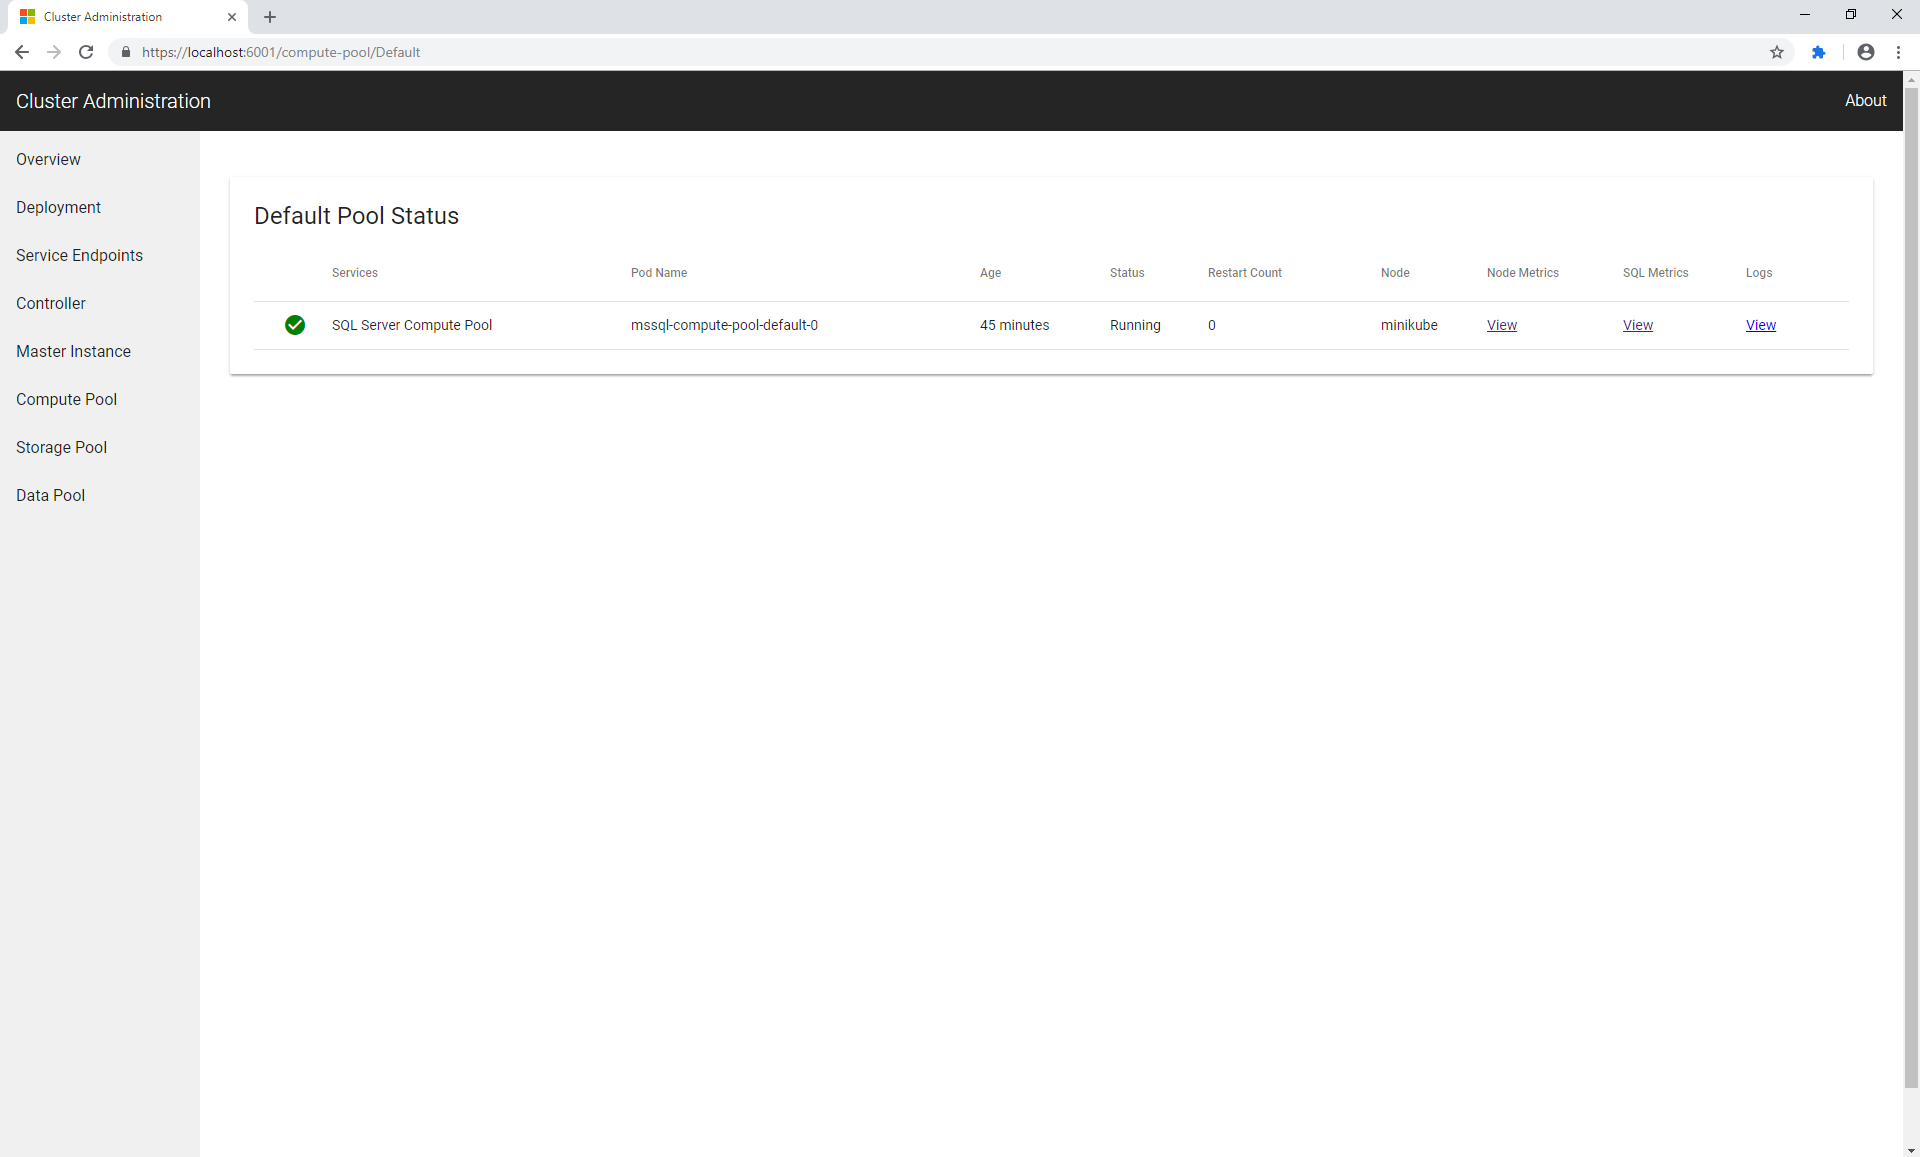 Cluster Administration
https://localhost:6001/compute-pool/Default
Cluster Administration
About
Overview
Deployment
Service Endpoints
Controller
Master Instance
Compute Pool
Storage Pool
Data Pool
Default Pool Status
Services Pod Name Age Status Restart Count Node Node Metrics SQL Metrics Logs
SQL Server Compute Pool mssql-compute-pool-default-0 45 minutes Running 0 minikube View View View